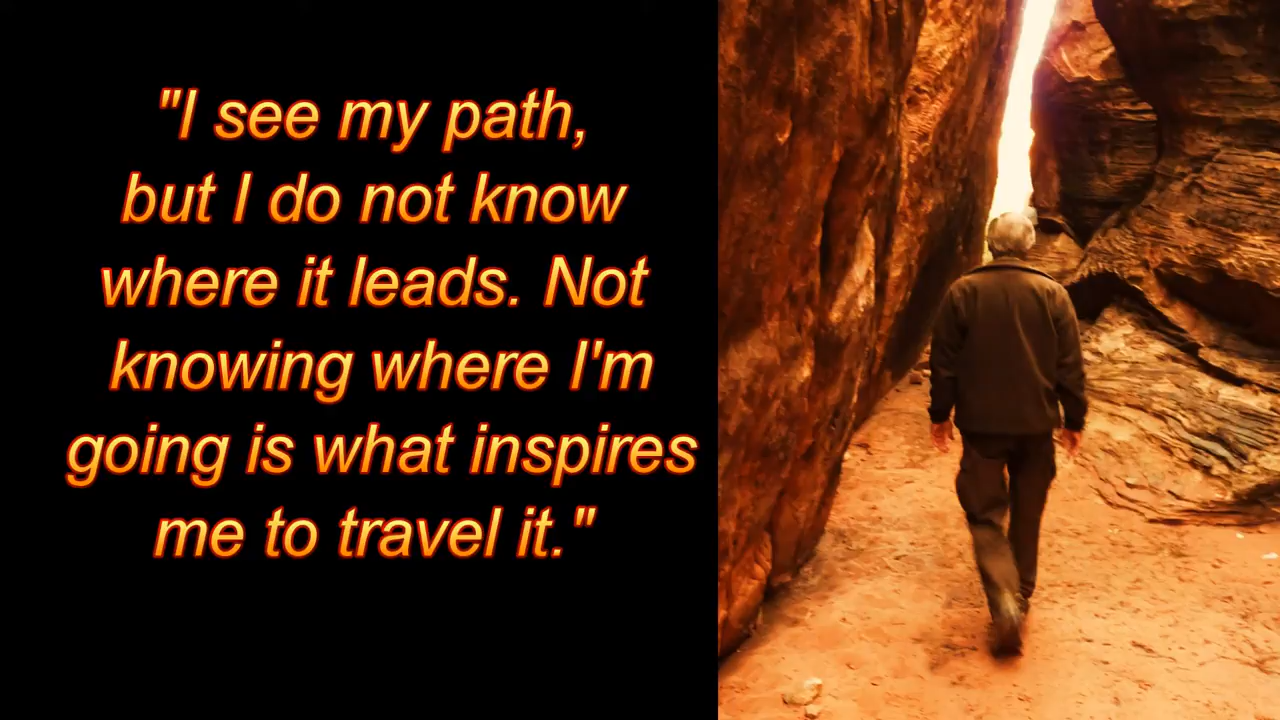 "I see my path,
but I do not know
where it leads. Not
knowing where I'm
going is what inspires
me to travel it."